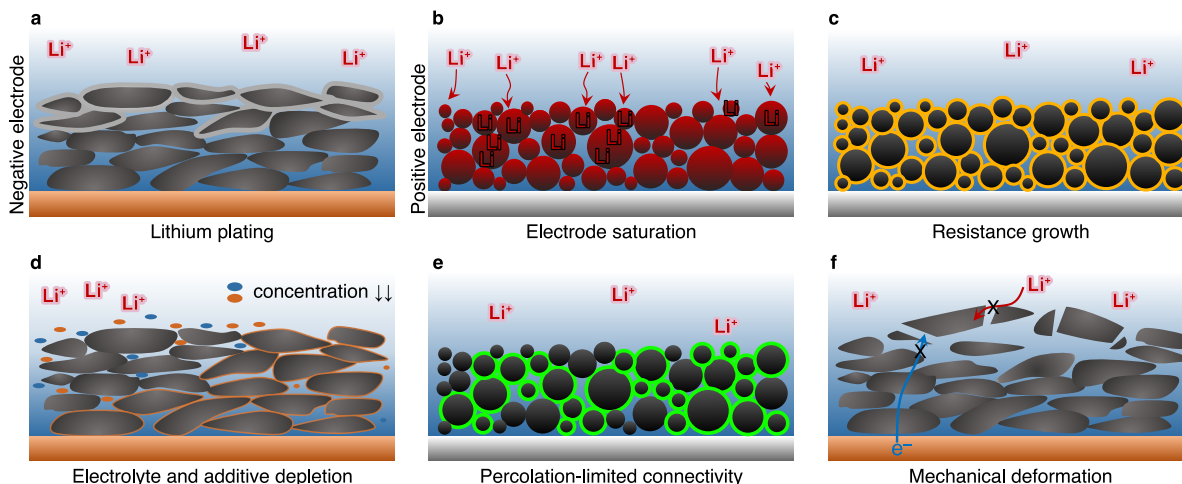 a
Li⁺
Li⁺
Li⁺
Li⁺
Negative electrode
Lithium plating
b
Li⁺
Li⁺
Li⁺
Li⁺
Li⁺
Li⁺
Li
Li
Li
Li
Li
Li
Li
Li
Li
Li
Positive electrode
Electrode saturation
c
Li⁺
Li⁺
Li⁺
Resistance growth
d
Li⁺
Li⁺
Li⁺
concentration ↓↓
Electrolyte and additive depletion
e
Li⁺
Li⁺
Li⁺
Percolation-limited connectivity
f
Li⁺
Li⁺
Li⁺
X
X
e⁻
Mechanical deformation